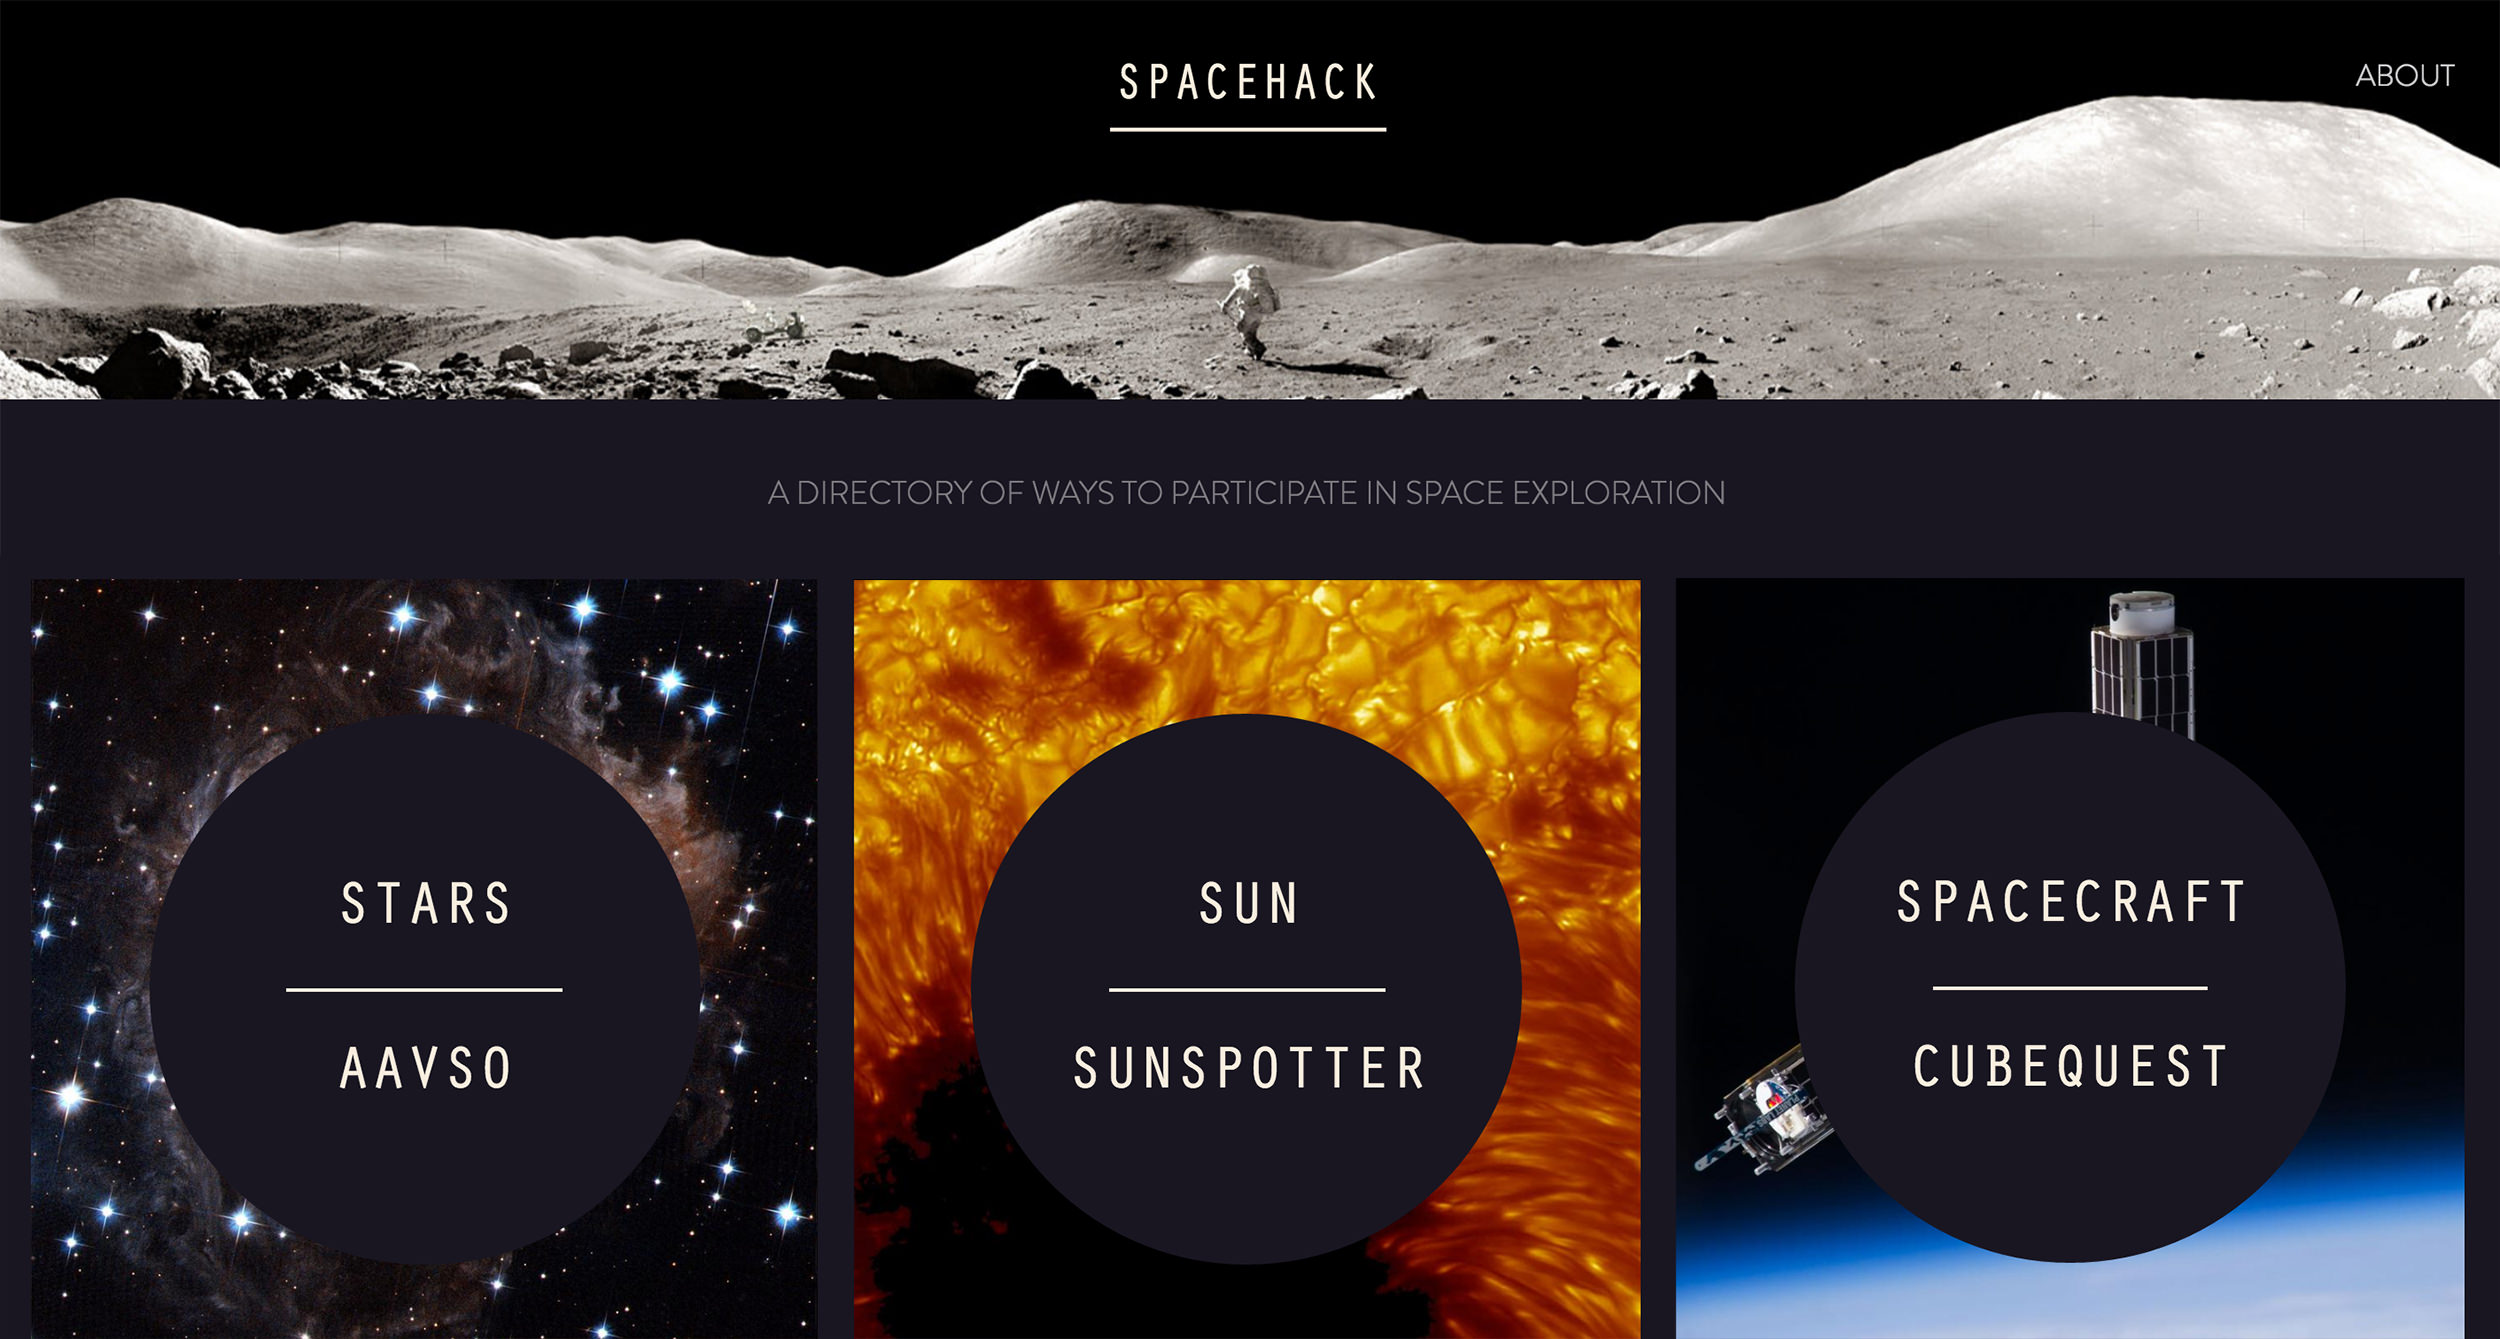 SPACEHACK
ABOUT
A DIRECTORY OF WAYS TO PARTICIPATE IN SPACE EXPLORATION
STARS
AAVSO
SUN
SUNSPOTTER
SPACECRAFT
CUBEQUEST